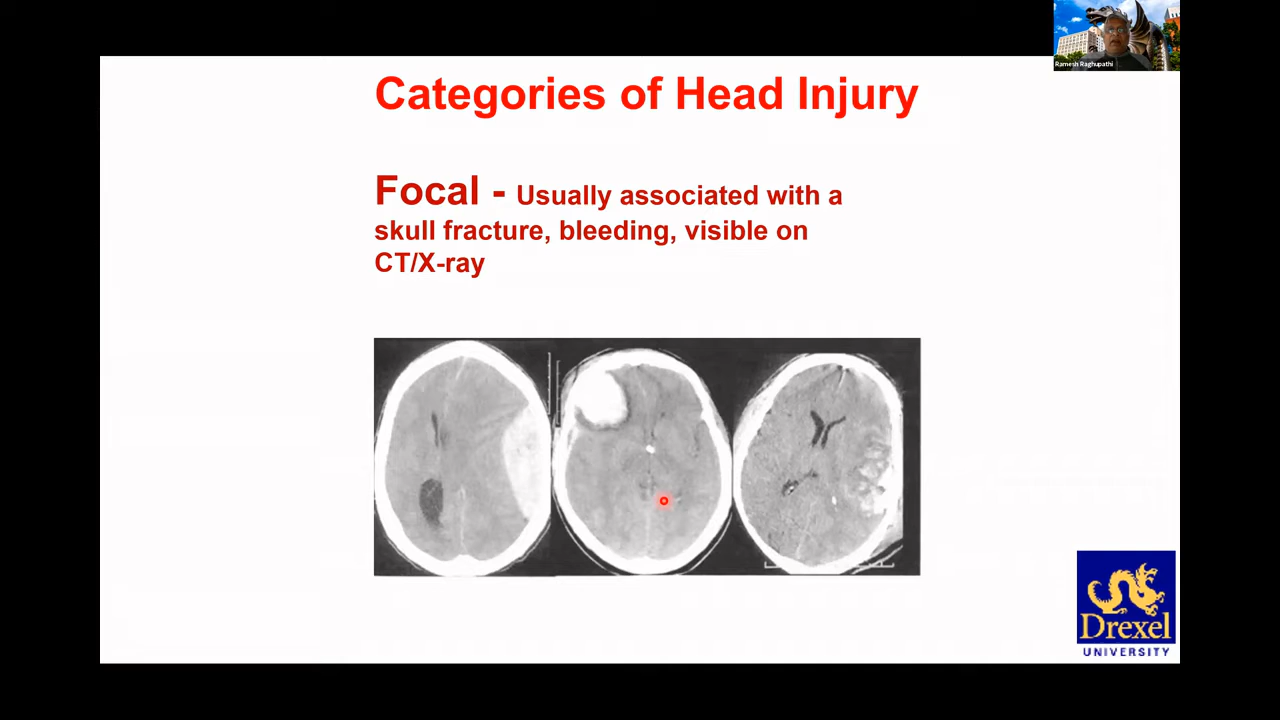 Ramesh Raghupathi
Categories of Head Injury
Focal - Usually associated with a
skull fracture, bleeding, visible on
CT/X-ray
Drexel
UNIVERSITY